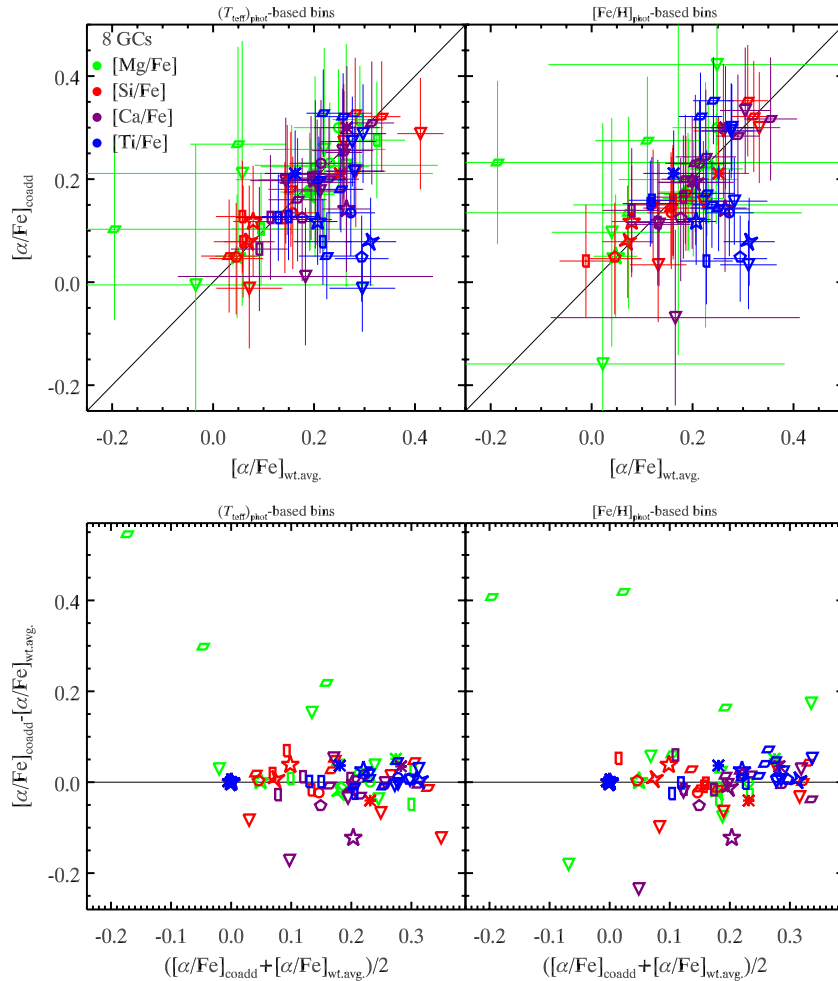 (T_teff)_phot-based bins [Fe/H]_phot-based bins
8 GCs
[Mg/Fe]
[Si/Fe]
[Ca/Fe]
[Ti/Fe]
0.4
0.2
0.0
-0.2
[α/Fe]_coadd
-0.2 0.0 0.2 0.4 -0.2 0.0 0.2 0.4
[α/Fe]_wt.avg. [α/Fe]_wt.avg.
(T_teff)_phot-based bins [Fe/H]_phot-based bins
0.4
0.2
0.0
-0.2
[α/Fe]_coadd-[α/Fe]_wt.avg.
-0.2 -0.1 0.0 0.1 0.2 0.3 -0.2 -0.1 0.0 0.1 0.2 0.3
([α/Fe]_coadd+[α/Fe]_wt.avg.)/2 ([α/Fe]_coadd+[α/Fe]_wt.avg.)/2